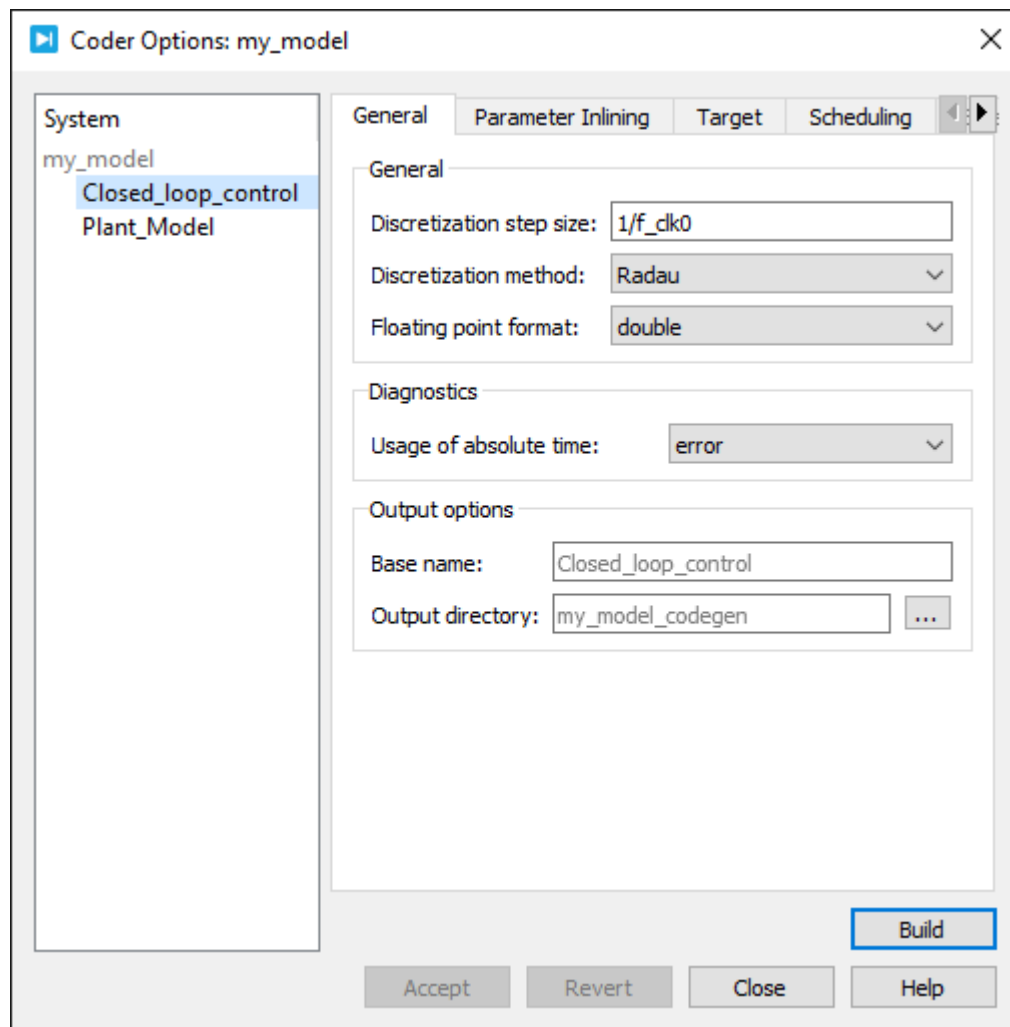 Coder Options: my_model
System
my_model
Closed_loop_control
Plant_Model
General Parameter Inlining Target Scheduling
General
Discretization step size: 1/f_clk0
Discretization method: Radau
Floating point format: double
Diagnostics
Usage of absolute time: error
Output options
Base name: Closed_loop_control
Output directory: my_model_codegen ...
Build
Accept Revert Close Help